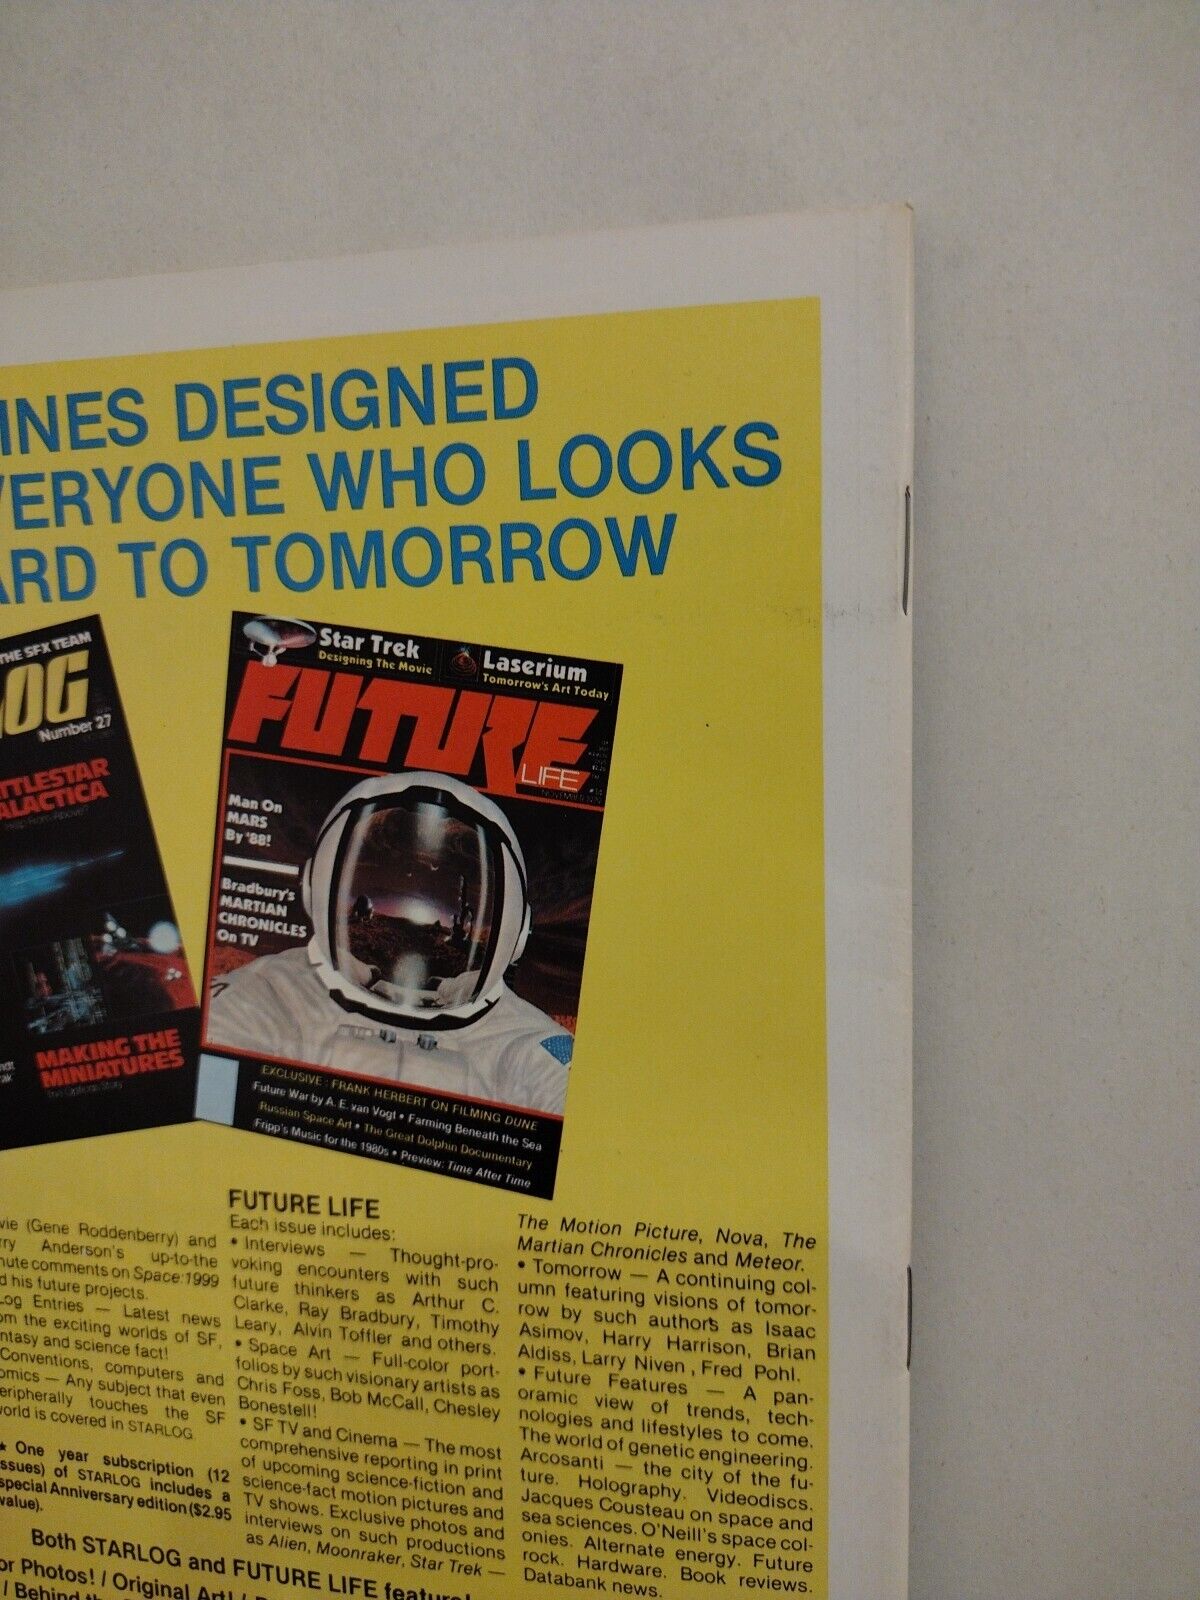 INES DESIGNED
VERYONE WHO LOOKS
ARD TO TOMORROW
THE SFX TEAM
OG
Number 27
TTLESTAR
ALACTICA
MAKING THE
MINIATURES
Star Trek
Designing The Movie
Laserium
Tomorrow's Art Today
FUTURE
LIFE
NOVEMBER
Man On
MARS
By '88!
Bradbury's
MARTIAN
CHRONICLES
On TV
EXCLUSIVE: FRANK HERBERT ON FILMING DUNE
Future War by A. E. van Vogt • Farming Beneath the Sea
Russian Space Art • The Great Dolphin Documentary
Fripp's Music for the 1980s • Preview: Time After Time
vie (Gene Roddenberry) and
rry Anderson's up-to-the
nute comments on Space:1999
d his future projects.
Log Entries — Latest news
om the exciting worlds of SF,
ntasy and science fact!
Conventions, computers and
omics — Any subject that even
eripherally touches the SF
world is covered in STARLOG.
★ One year subscription (12
issues) of STARLOG includes a
special Anniversary edition ($2.95
value).
FUTURE LIFE
Each issue includes:
• Interviews — Thought-pro-
voking encounters with such
future thinkers as Arthur C.
Clarke, Ray Bradbury, Timothy
Leary, Alvin Toffler and others.
• Space Art — Full-color port-
folios by such visionary artists as
Chris Foss, Bob McCall, Chesley
Bonestell!
• SF TV and Cinema — The most
comprehensive reporting in print
of upcoming science-fiction and
science-fact motion pictures and
TV shows. Exclusive photos and
interviews on such productions
as Alien, Moonraker, Star Trek —
The Motion Picture, Nova, The
Martian Chronicles and Meteor.
• Tomorrow — A continuing col-
umn featuring visions of tomor-
row by such authors as Isaac
Asimov, Harry Harrison, Brian
Aldiss, Larry Niven, Fred Pohl.
• Future Features — A pan-
oramic view of trends, tech-
nologies and lifestyles to come.
The world of genetic engineering.
Arcosanti — the city of the fu-
ture. Holography. Videodiscs.
Jacques Cousteau on space and
sea sciences. O'Neill's space col-
onies. Alternate energy. Future
rock. Hardware. Book reviews.
Databank news.
Both STARLOG and FUTURE LIFE feature!
or Photos! / Original Art! /
/ Behind the